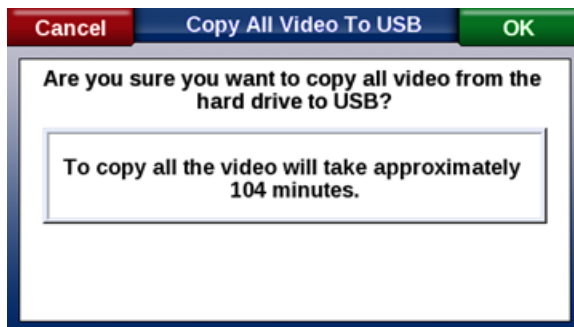 Cancel
Copy All Video To USB
OK
Are you sure you want to copy all video from the
hard drive to USB?
To copy all the video will take approximately
104 minutes.